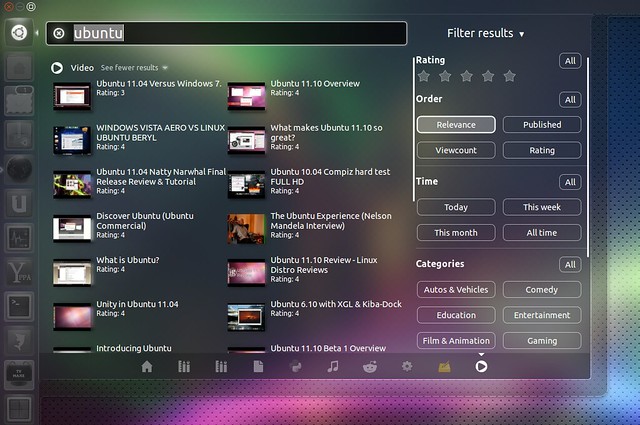 ubuntu
Filter results ▾
Video See fewer results
Ubuntu 11.04 Versus Windows 7.
Rating: 3
Ubuntu 11.10 Overview
Rating: 4
WINDOWS VISTA AERO VS LINUX
UBUNTU BERYL
Rating: 4
What makes Ubuntu 11.10 so
great?
Rating: 4
Ubuntu 11.04 Natty Narwhal Final
Release Review & Tutorial
Rating: 4
Ubuntu 10.04 Compiz hard test
FULL HD
Rating: 4
Discover Ubuntu (Ubuntu
Commercial)
Rating: 4
The Ubuntu Experience (Nelson
Mandela Interview)
Rating: 4
What is Ubuntu?
Rating: 4
Ubuntu 11.10 Review - Linux
Distro Reviews
Rating: 4
Unity in Ubuntu 11.04
Rating: 4
Ubuntu 6.10 with XGL & Kiba-Dock
Rating: 4
Introducing Ubuntu
Ubuntu 11.10 Beta 1 Overview
Rating All
Order All
Relevance Published
Viewcount Rating
Time All
Today This week
This month All time
Categories All
Autos & Vehicles Comedy
Education Entertainment
Film & Animation Gaming